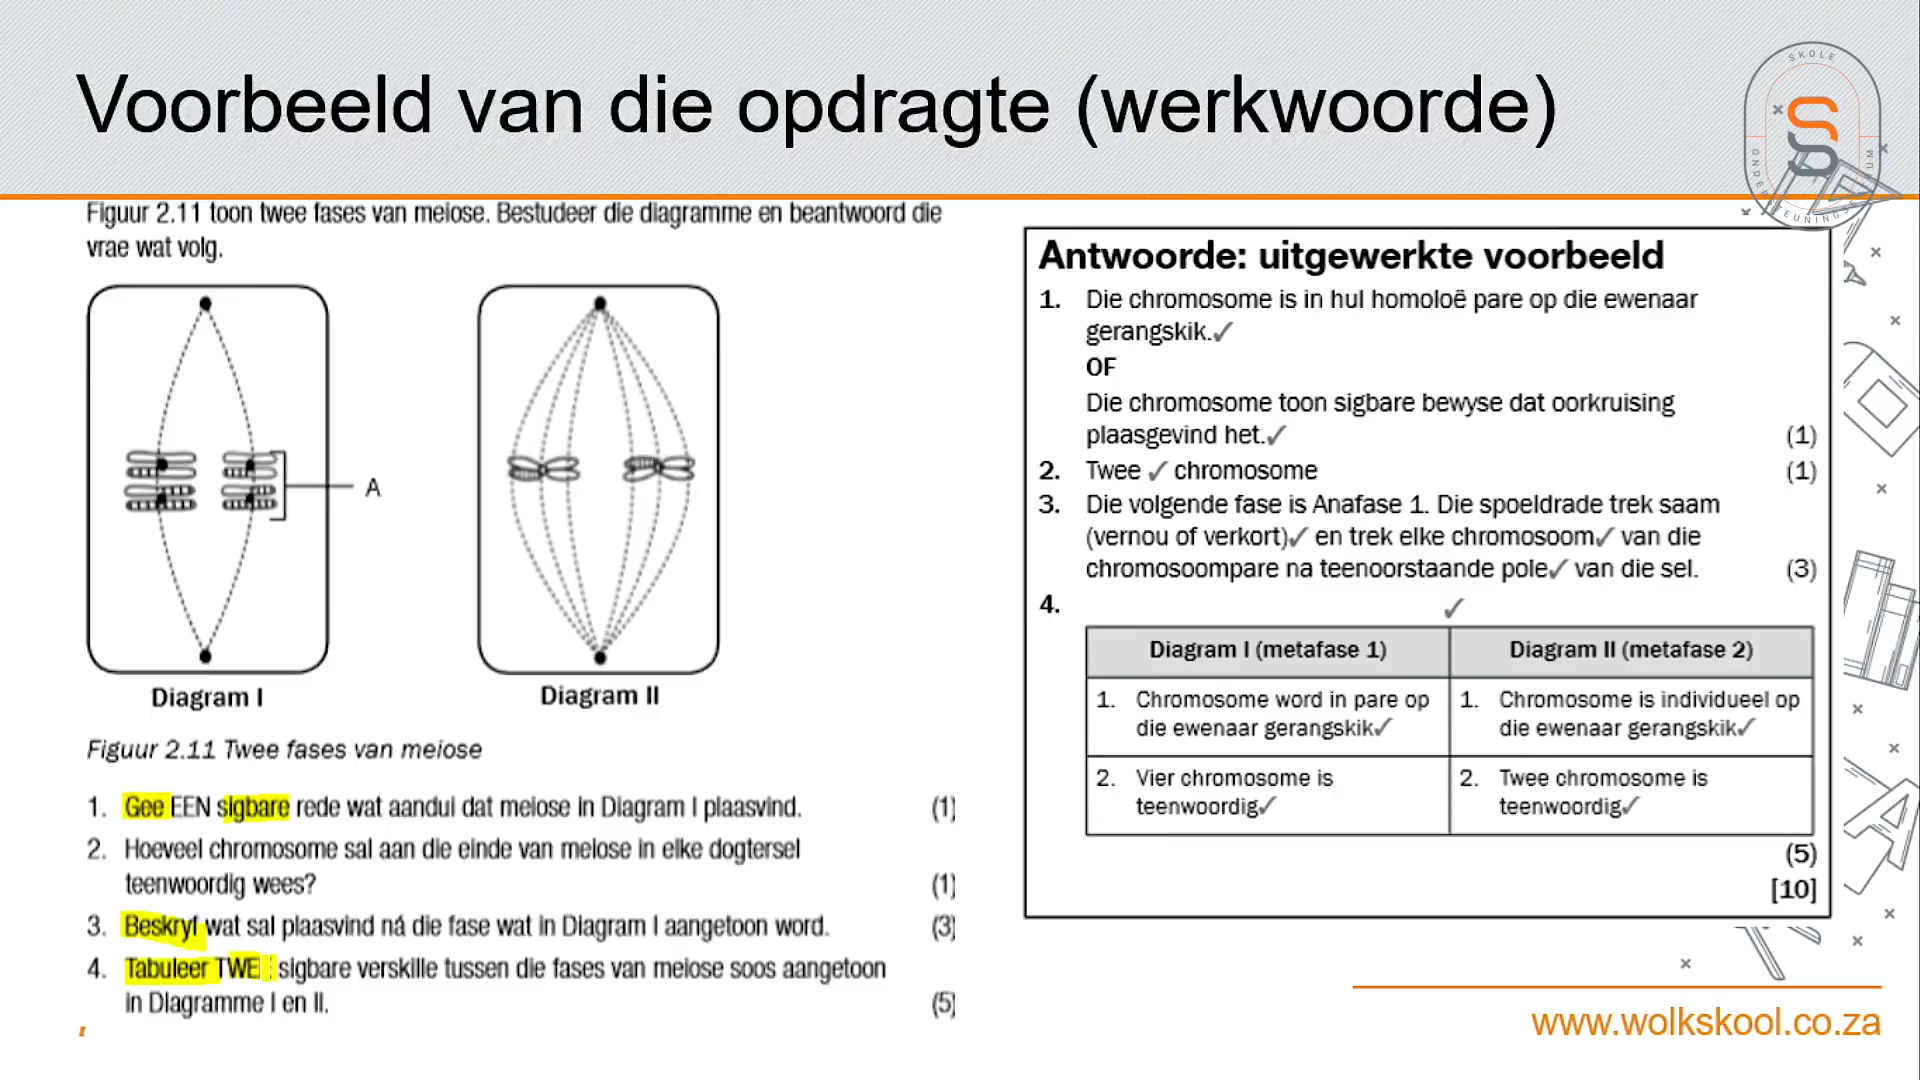 Voorbeeld van die opdragte (werkwoorde)
SKOLE
ONDERSTEUNINGSENTRUM
Figuur 2.11 toon twee fases van meiose. Bestudeer die diagramme en beantwoord die
vrae wat volg.
A
Diagram I
Diagram II
Figuur 2.11 Twee fases van meiose
1. Gee EEN sigbare rede wat aandui dat meiose in Diagram I plaasvind. (1)
2. Hoeveel chromosome sal aan die einde van meiose in elke dogtersel
teenwoordig wees? (1)
3. Beskryf wat sal plaasvind ná die fase wat in Diagram I aangetoon word. (3)
4. Tabuleer TWE sigbare verskille tussen die fases van meiose soos aangetoon
in Diagramme I en II. (5)
Antwoorde: uitgewerkte voorbeeld
1. Die chromosome is in hul homoloë pare op die ewenaar
gerangskik.✓
OF
Die chromosome toon sigbare bewyse dat oorkruising
plaasgevind het.✓ (1)
2. Twee ✓ chromosome (1)
3. Die volgende fase is Anafase 1. Die spoeldrade trek saam
(vernou of verkort)✓ en trek elke chromosoom✓ van die
chromosoompare na teenoorstaande pole✓ van die sel. (3)
4. ✓
Diagram I (metafase 1) Diagram II (metafase 2)
1. Chromosome word in pare op
die ewenaar gerangskik✓
1. Chromosome is individueel op
die ewenaar gerangskik✓
2. Vier chromosome is
teenwoordig✓
2. Twee chromosome is
teenwoordig✓
(5)
[10]
www.wolkskool.co.za